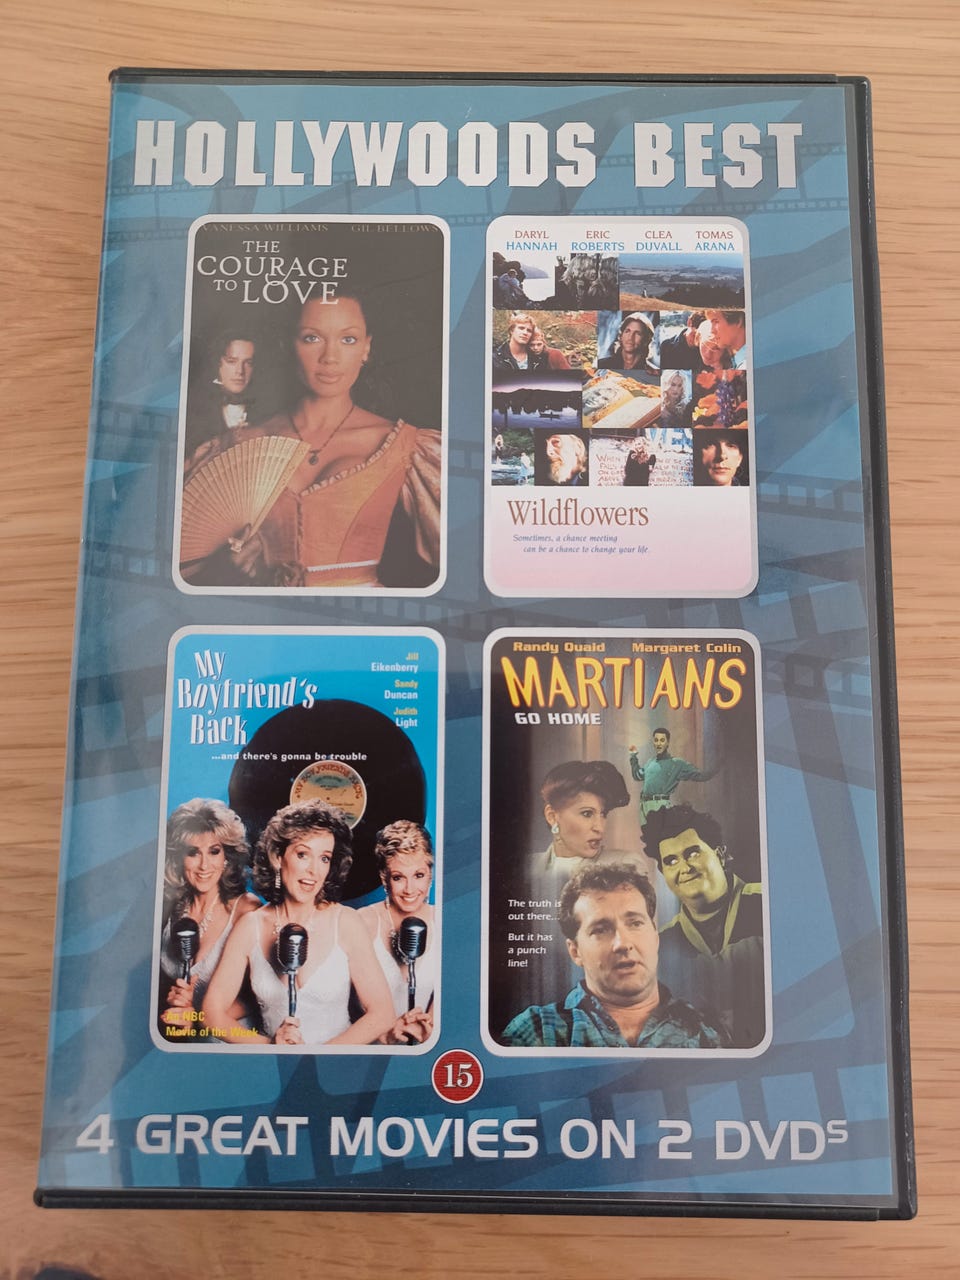 HOLLYWOODS BEST
VANESSA WILLIAMS GIL BELLOWS
THE
COURAGE
TO LOVE
DARYL HANNAH
ERIC ROBERTS
CLEA DUVALL
TOMAS ARANA
Wildflowers
Sometimes, a chance meeting
can be a chance to change your life.
My
Boyfriend's
Back
...and there's gonna be trouble
Jill
Eikenberry
Sandy
Duncan
Judith
Light
MY BOYFRIEND'S BACK
An NBC
Movie of the Week
Randy Quaid Margaret Colin
MARTIANS
GO HOME
The truth is
out there...
But it has
a punch
line!
15
4 GREAT MOVIES ON 2 DVDs